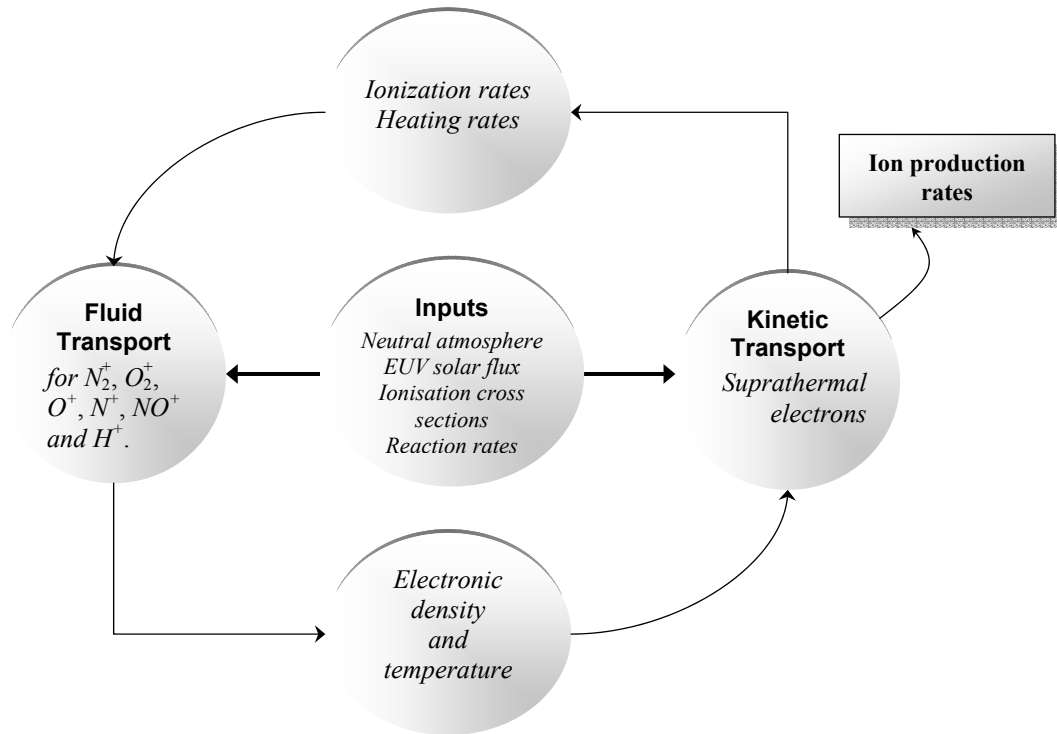 Ionization rates
Heating rates
Ion production
rates
Fluid
Transport
for N₂⁺, O₂⁺,
O⁺, N⁺, NO⁺
and H⁺.
Inputs
Neutral atmosphere
EUV solar flux
Ionisation cross
sections
Reaction rates
Kinetic
Transport
Suprathermal
electrons
Electronic
density
and
temperature